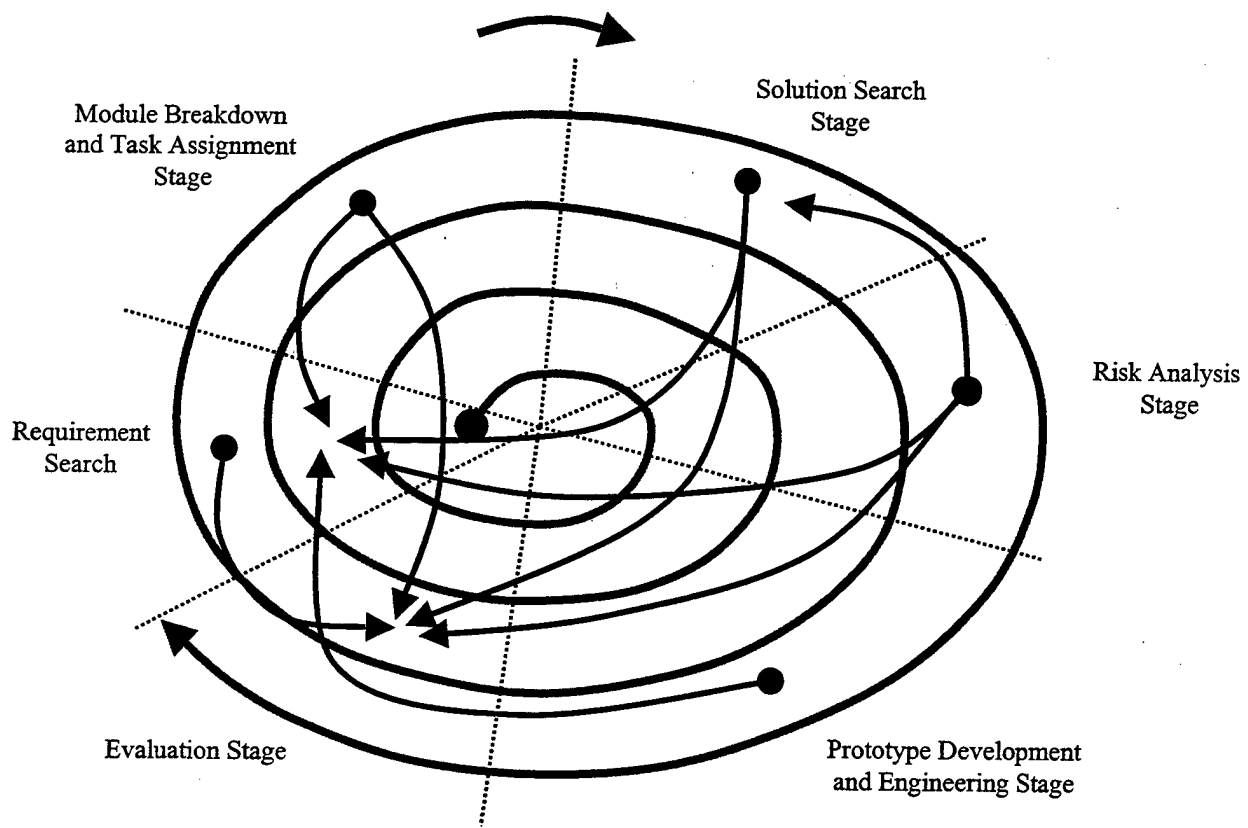 Solution Search
Stage
Module Breakdown
and Task Assignment
Stage
Risk Analysis
Stage
Requirement
Search
Evaluation Stage
Prototype Development
and Engineering Stage